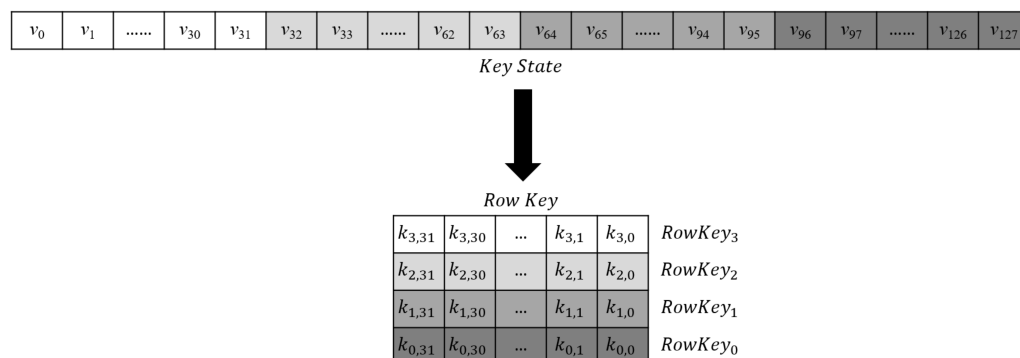 v₀ v₁ …… v₃₀ v₃₁ v₃₂ v₃₃ …… v₆₂ v₆₃ v₆₄ v₆₅ …… v₉₄ v₉₅ v₉₆ v₉₇ …… v₁₂₆ v₁₂₇
Key State
Row Key
k₃,₃₁ k₃,₃₀ ... k₃,₁ k₃,₀ RowKey₃
k₂,₃₁ k₂,₃₀ ... k₂,₁ k₂,₀ RowKey₂
k₁,₃₁ k₁,₃₀ ... k₁,₁ k₁,₀ RowKey₁
k₀,₃₁ k₀,₃₀ ... k₀,₁ k₀,₀ RowKey₀